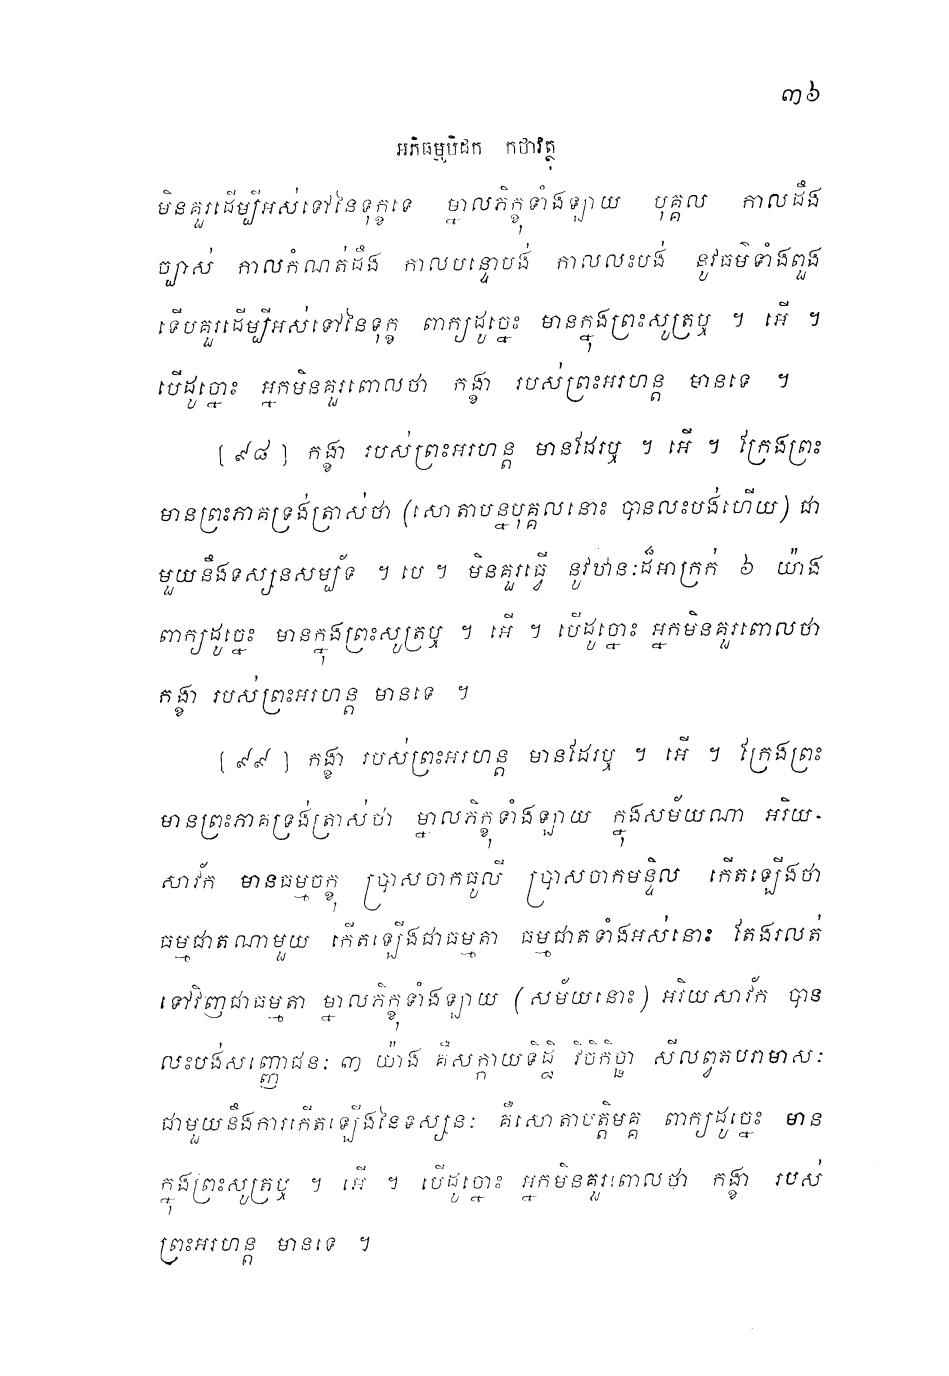 ៣៦
អភិធម្មបិដក កថាវត្ថុ
មិនគួរដើម្បីអស់ទៅនៃទុក្ខទេ ម្នាលភិក្ខុទាំងឡាយ បុគ្គល កាលដឹង
ច្បាស់ កាលកំណត់ដឹង កាលបន្ទោបង់ កាលលះបង់ នូវធម៌ទាំងពួង
ទើបគួរដើម្បីអស់ទៅនៃទុក្ខ ពាក្យដូច្នេះ មានក្នុងព្រះសូត្រឬ ។ អើ ។
បើដូច្នោះ អ្នកមិនគួរពោលថា កង្ខា របស់ព្រះអរហន្ត មានទេ ។
[៩៨] កង្ខា របស់ព្រះអរហន្ត មានដែរឬ ។ អើ ។ ក្រែងព្រះ
មានព្រះភាគទ្រង់ត្រាស់ថា (សោតាបន្នបុគ្គលនោះ បានលះបង់ហើយ) ជា
មួយនឹងទស្សនសម្ប័ទ ។ បេ ។ មិនគួរធ្វើ នូវឋានៈដ៏អាក្រក់ ៦ យ៉ាង
ពាក្យដូច្នេះ មានក្នុងព្រះសូត្រឬ ។ អើ ។ បើដូច្នោះ អ្នកមិនគួរពោលថា
កង្ខា របស់ព្រះអរហន្ត មានទេ ។
[៩៩] កង្ខា របស់ព្រះអរហន្ត មានដែរឬ ។ អើ ។ ក្រែងព្រះ
មានព្រះភាគទ្រង់ត្រាស់ថា ម្នាលភិក្ខុទាំងឡាយ ក្នុងសម័យណា អរិយ-
សាវ័ក មានធម្មចក្ខុ ប្រាសចាកធូលី ប្រាសចាកមន្ទិល កើតឡើងថា
ធម្មជាតណាមួយ កើតឡើងជាធម្មតា ធម្មជាតទាំងអស់នោះ តែងរលត់
ទៅវិញជាធម្មតា ម្នាលភិក្ខុទាំងឡាយ (សម័យនោះ) អរិយសាវ័ក បាន
លះបង់សញ្ញោជនៈ ៣ យ៉ាង គឺសក្កាយទិដ្ឋិ វិចិកិច្ឆា សីលព្វតបរាមាសៈ
ជាមួយនឹងការកើតឡើងនៃទស្សនៈ គឺសោតាបត្តិមគ្គ ពាក្យដូច្នេះ មាន
ក្នុងព្រះសូត្រឬ ។ អើ ។ បើដូច្នោះ អ្នកមិនគួរពោលថា កង្ខា របស់
ព្រះអរហន្ត មានទេ ។